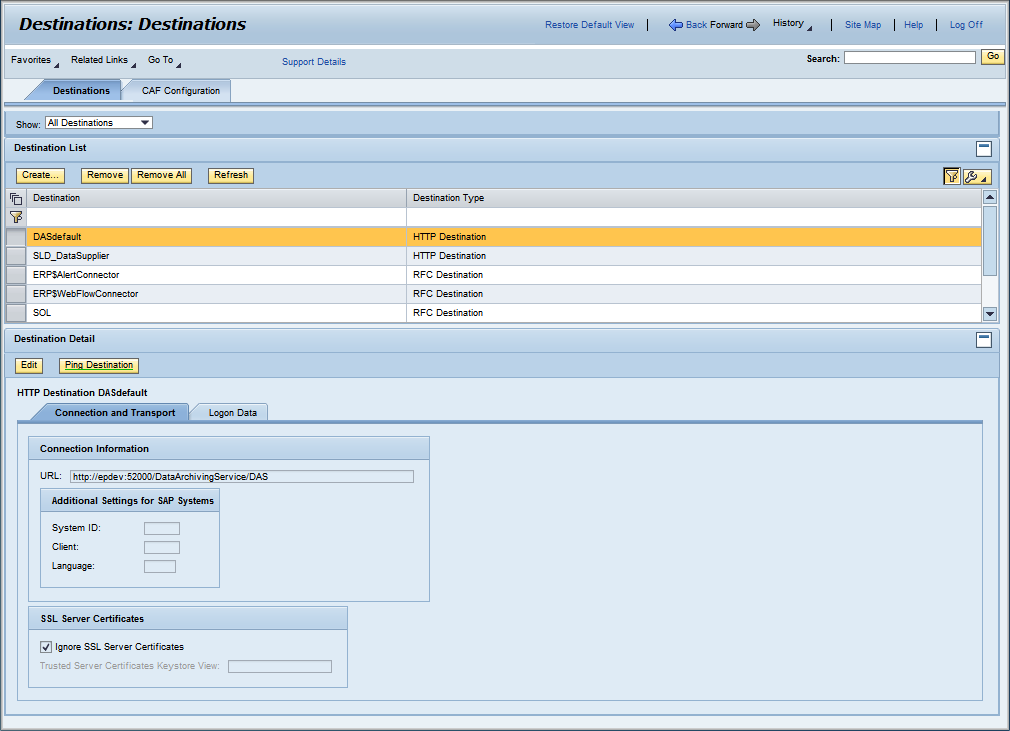 Destinations: Destinations
Restore Default View | Back Forward History | Site Map | Help | Log Off
Favorites Related Links Go To Support Details Search: Go
Destinations CAF Configuration
Show: All Destinations
Destination List
Create... Remove Remove All Refresh
Destination Destination Type
DASdefault HTTP Destination
SLD_DataSupplier HTTP Destination
ERP$AlertConnector RFC Destination
ERP$WebFlowConnector RFC Destination
SOL RFC Destination
Destination Detail
Edit Ping Destination
HTTP Destination DASdefault
Connection and Transport Logon Data
Connection Information
URL: http://epdev:52000/DataArchivingService/DAS
Additional Settings for SAP Systems
System ID:
Client:
Language:
SSL Server Certificates
Ignore SSL Server Certificates
Trusted Server Certificates Keystore View: